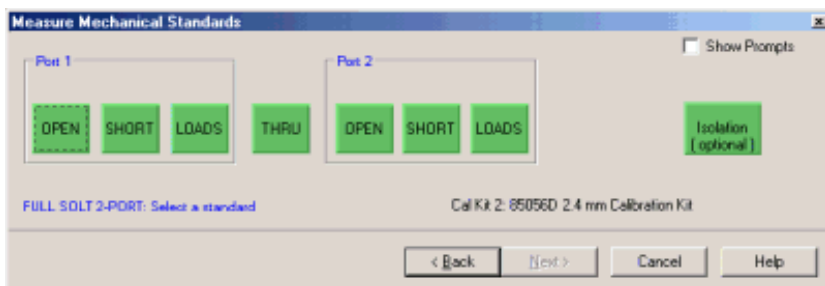 Measure Mechanical Standards
Show Prompts
Port 1
Port 2
OPEN SHORT LOADS THRU OPEN SHORT LOADS
Isolation
(optional)
FULL SOLT 2-PORT: Select a standard
Cal Kit 2: 85056D 2.4 mm Calibration Kit
< Back Next > Cancel Help